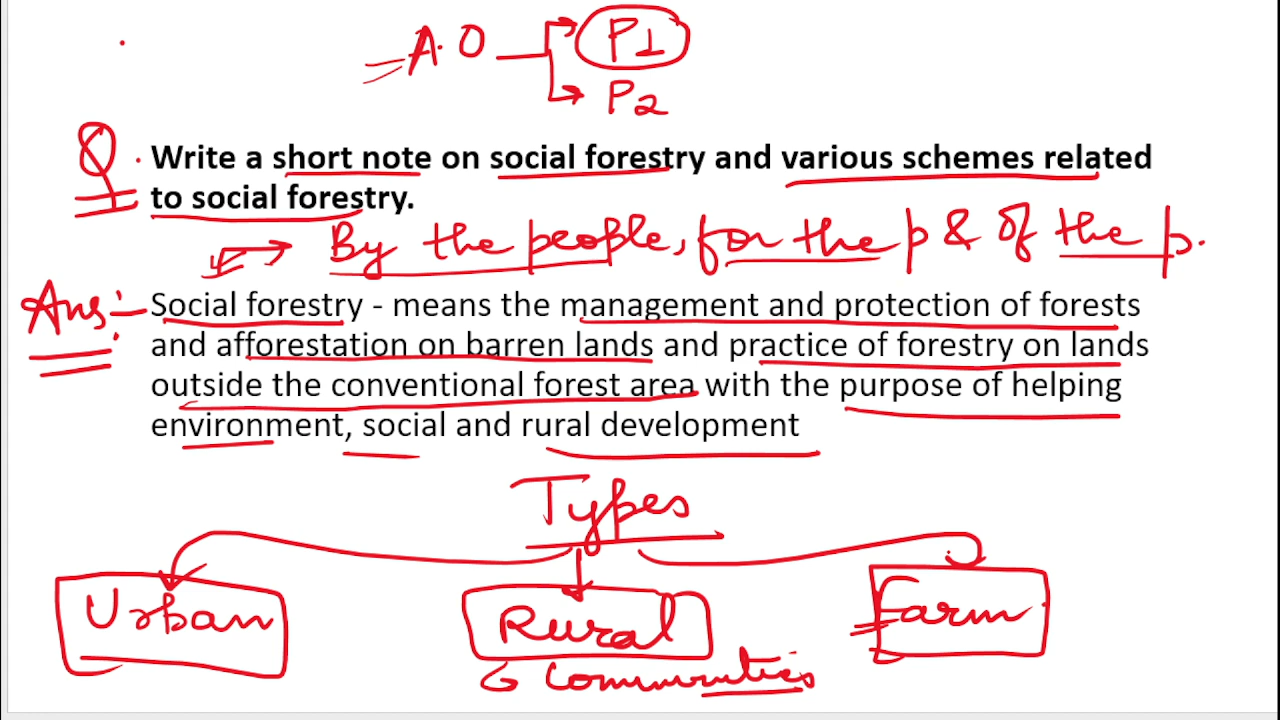 A.O P1
P2
Q. Write a short note on social forestry and various schemes related
to social forestry.
By the people, for the p & of the p.
Ans:- Social forestry - means the management and protection of forests
and afforestation on barren lands and practice of forestry on lands
outside the conventional forest area with the purpose of helping
environment, social and rural development
Types
Urban Rural Farm
Communities